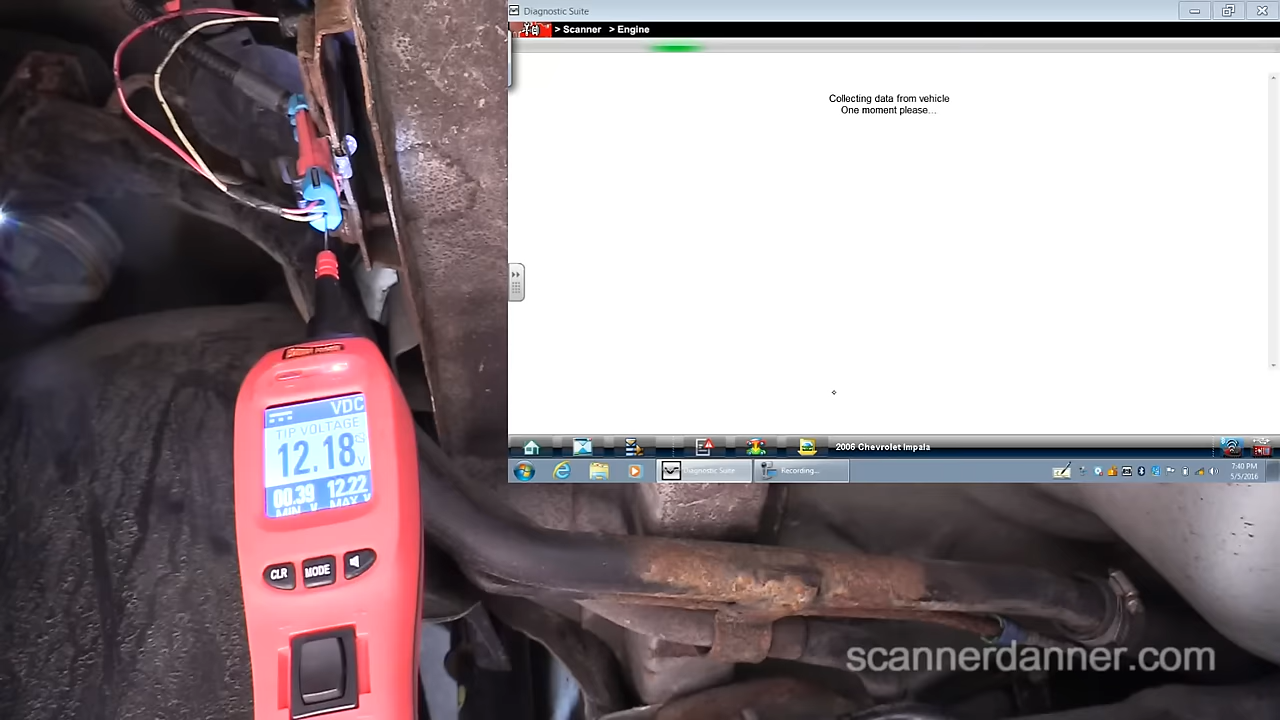 Diagnostic Suite
> Scanner > Engine
Collecting data from vehicle
One moment please...
2006 Chevrolet Impala
Diagnostic Suite
Recording...
7:40 PM
5/5/2016
VDC
TIP VOLTAGE
12.18 V
00.39 12.22
MIN V MAX V
CLR
MODE
scannerdanner.com